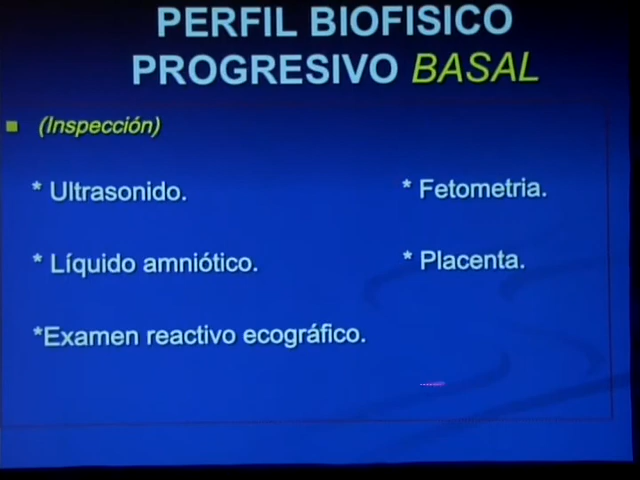 PERFIL BIOFISICO
PROGRESIVO BASAL
(Inspección)
* Ultrasonido.
* Fetometria.
* Líquido amniótico.
* Placenta.
*Examen reactivo ecográfico.